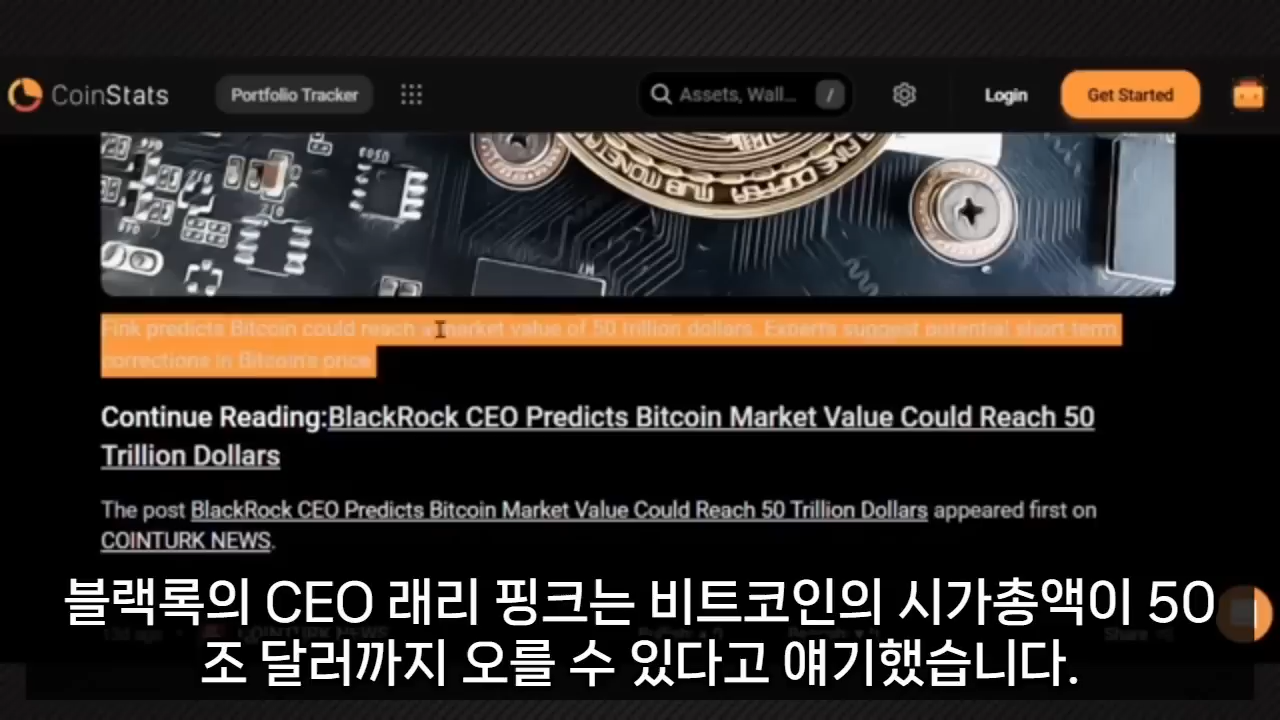 CoinStats
Portfolio Tracker
Assets, Wall...
/
Login
Get Started
Fink predicts Bitcoin could reach a market value of 50 trillion dollars. Experts suggest potential short-term
corrections in Bitcoin's price.
Continue Reading:BlackRock CEO Predicts Bitcoin Market Value Could Reach 50
Trillion Dollars
The post BlackRock CEO Predicts Bitcoin Market Value Could Reach 50 Trillion Dollars appeared first on
COINTURK NEWS.
블랙록의 CEO 래리 핑크는 비트코인의 시가총액이 50
조 달러까지 오를 수 있다고 얘기했습니다.